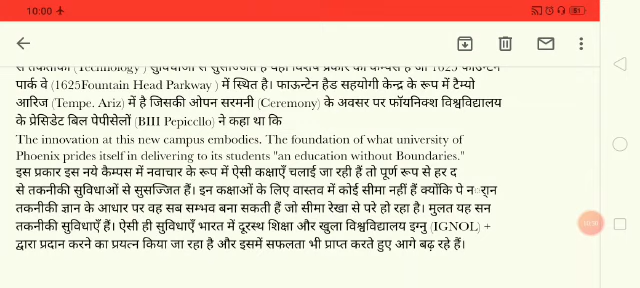 10:00
से तकनीकी (Technology) सुविधाओं से सुसज्जित है यहाँ विशेष प्रकार का कैम्पस है जो 1625 फाउन्टेन
पार्क वे (1625Fountain Head Parkway ) में स्थित है। फाऊन्टेन हैड सहयोगी केन्द्र के रूप में टैम्यो
आरिज (Tempe. Ariz) में है जिसकी ओपन सरमनी (Ceremony) के अवसर पर फॉयनिक्श विश्वविद्यालय
के प्रेसिडेट बिल पेपीसेलों (BIII Pepicello) ने कहा था कि
The innovation at this new campus embodies. The foundation of what university of
Phoenix prides itself in delivering to its students "an education without Boundaries."
इस प्रकार इस नये कैम्पस में नवाचार के रूप में ऐसी कक्षाएँ चलाई जा रही हैं तो पूर्ण रूप से हर द
से तकनीकी सुविधाओं से सुसज्जित हैं। इन कक्षाओं के लिए वास्तव में कोई सीमा नहीं हैं क्योंकि पे
तकनीकी ज्ञान के आधार पर वह सब सम्भव बना सकती हैं जो सीमा रेखा से परे हो रहा है। मुलत यह सन
तकनीकी सुविधाएँ हैं। ऐसी ही सुविधाएँ भारत में दूरस्थ शिक्षा और खुला विश्वविद्यालय इग्नु (IGNOL) +
द्वारा प्रदान करने का प्रयत्न किया जा रहा है और इसमें सफलता भी प्राप्त करते हुए आगे बढ़ रहे हैं।